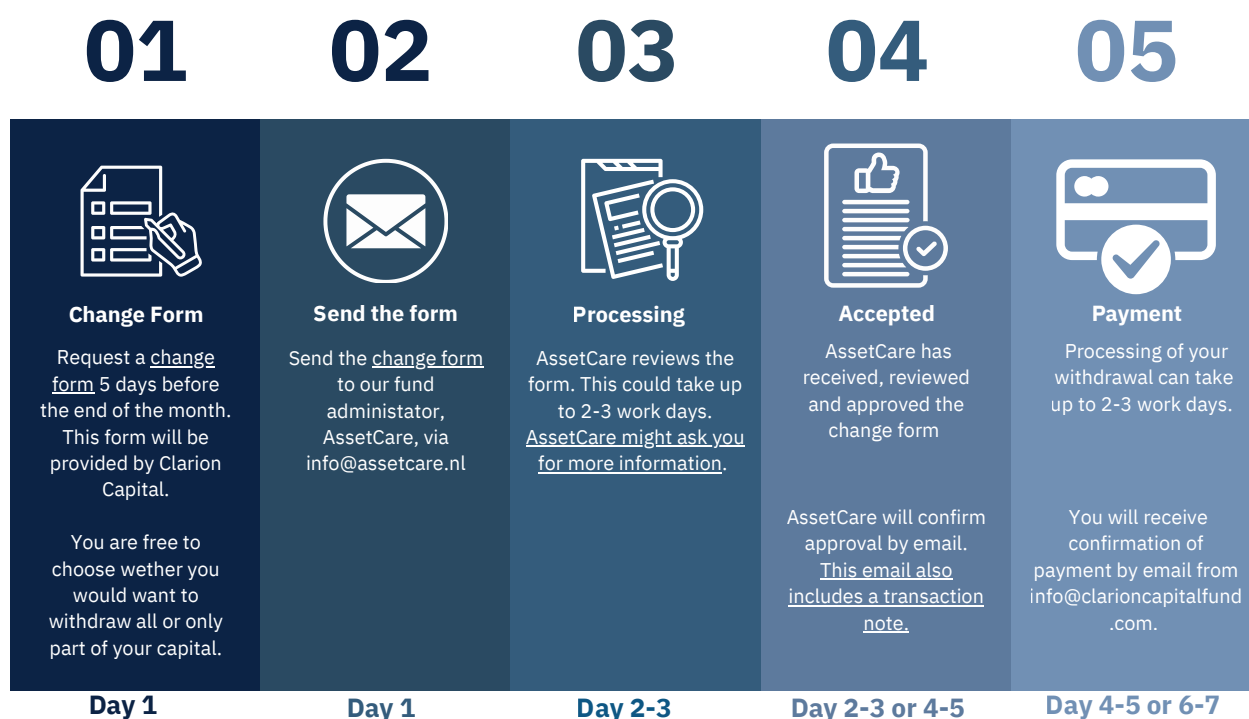 01
02
03
04
05
Change Form
Request a change
form 5 days before
the end of the month.
This form will be
provided by Clarion
Capital.
You are free to
choose wether you
would want to
withdraw all or only
part of your capital.
Day 1
Send the form
Send the change form
to our fund
administator,
AssetCare, via
info@assetcare.nl
Day 1
Processing
AssetCare reviews the
form. This could take up
to 2-3 work days.
AssetCare might ask you
for more information.
Day 2-3
Accepted
AssetCare has
received, reviewed
and approved the
change form
AssetCare will confirm
approval by email.
This email also
includes a transaction
note.
Day 2-3 or 4-5
Payment
Processing of your
withdrawal can take
up to 2-3 work days.
You will receive
confirmation of
payment by email from
info@clarioncapitalfund
.com.
Day 4-5 or 6-7